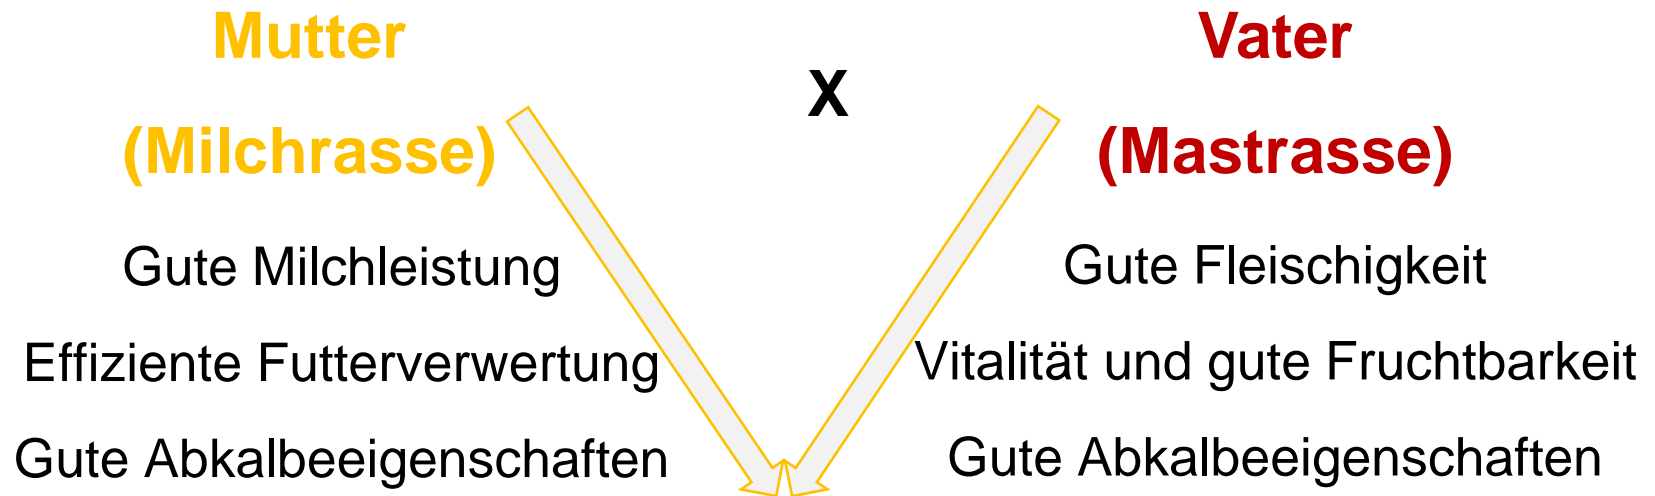 Mutter
(Milchrasse)
Gute Milchleistung
Effiziente Futterverwertung
Gute Abkalbeeigenschaften
X
Vater
(Mastrasse)
Gute Fleischigkeit
Vitalität und gute Fruchtbarkeit
Gute Abkalbeeigenschaften